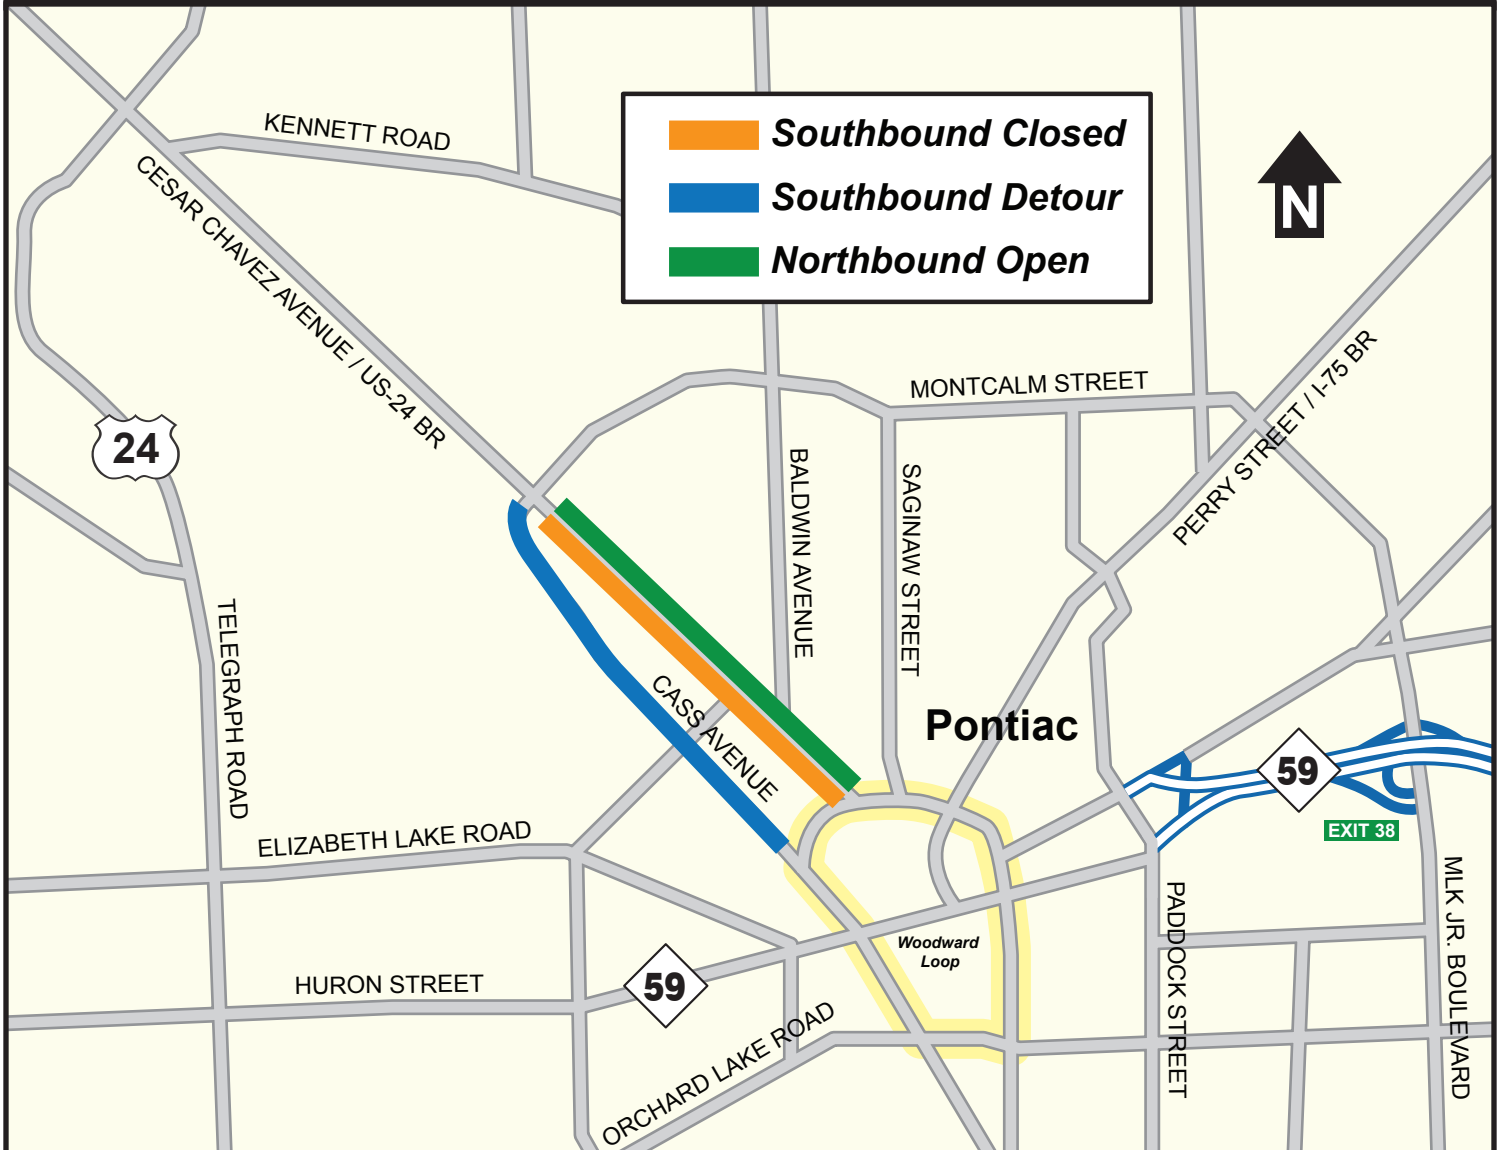 KENNETT ROAD
Southbound Closed
Southbound Detour
Northbound Open
N
CESAR CHAVEZ AVENUE / US-24 BR
MONTCALM STREET
PERRY STREET / I-75 BR
24
BALDWIN AVENUE
SAGINAW STREET
TELEGRAPH ROAD
CASS AVENUE
Pontiac
59
EXIT 38
ELIZABETH LAKE ROAD
MLK JR. BOULEVARD
PADDOCK STREET
Woodward
Loop
59
HURON STREET
ORCHARD LAKE ROAD